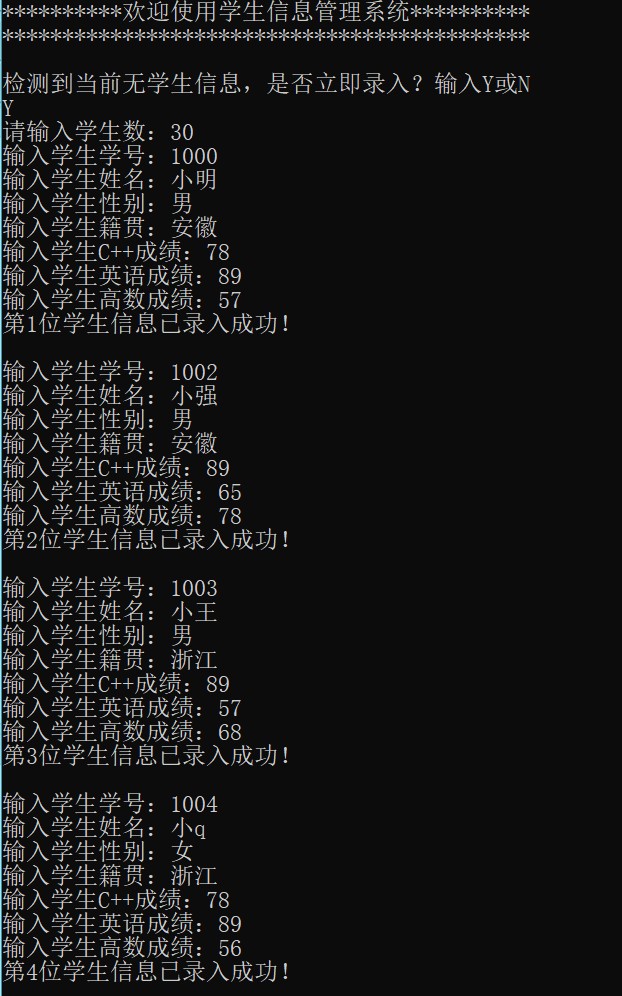 **********欢迎使用学生信息管理系统**********
********************************************

检测到当前无学生信息，是否立即录入？输入Y或N
Y
请输入学生数：30
输入学生学号：1000
输入学生姓名：小明
输入学生性别：男
输入学生籍贯：安徽
输入学生C++成绩：78
输入学生英语成绩：89
输入学生高数成绩：57
第1位学生信息已录入成功！

输入学生学号：1002
输入学生姓名：小强
输入学生性别：男
输入学生籍贯：安徽
输入学生C++成绩：89
输入学生英语成绩：65
输入学生高数成绩：78
第2位学生信息已录入成功！

输入学生学号：1003
输入学生姓名：小王
输入学生性别：男
输入学生籍贯：浙江
输入学生C++成绩：89
输入学生英语成绩：57
输入学生高数成绩：68
第3位学生信息已录入成功！

输入学生学号：1004
输入学生姓名：小q
输入学生性别：女
输入学生籍贯：浙江
输入学生C++成绩：78
输入学生英语成绩：89
输入学生高数成绩：56
第4位学生信息已录入成功！